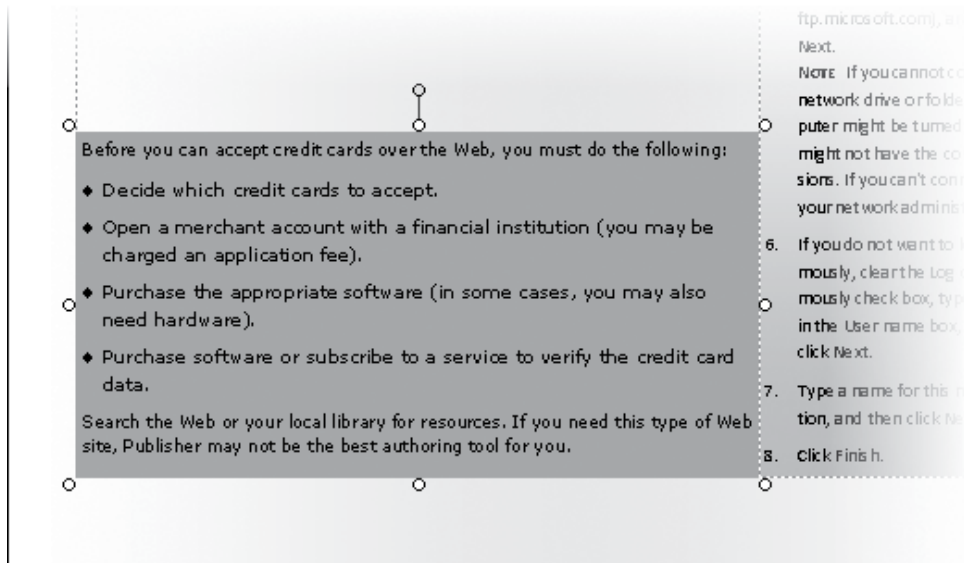 Before you can accept credit cards over the Web, you must do the following:
◆ Decide which credit cards to accept.
◆ Open a merchant account with a financial institution (you may be
charged an application fee).
◆ Purchase the appropriate software (in some cases, you may also
need hardware).
◆ Purchase software or subscribe to a service to verify the credit card
data.
Search the Web or your local library for resources. If you need this type of Web
site, Publisher may not be the best authoring tool for you.
ftp.microsoft.com),
Next.
NOTE If you cannot
network drive or
puter might be turned
might not have the
sions. If you can't
your network
6. If you do not want to
mously, clear the Log
mously check box,
in the User name box,
click Next.
7. Type a name for this
tion, and then click
8. Click Finish.